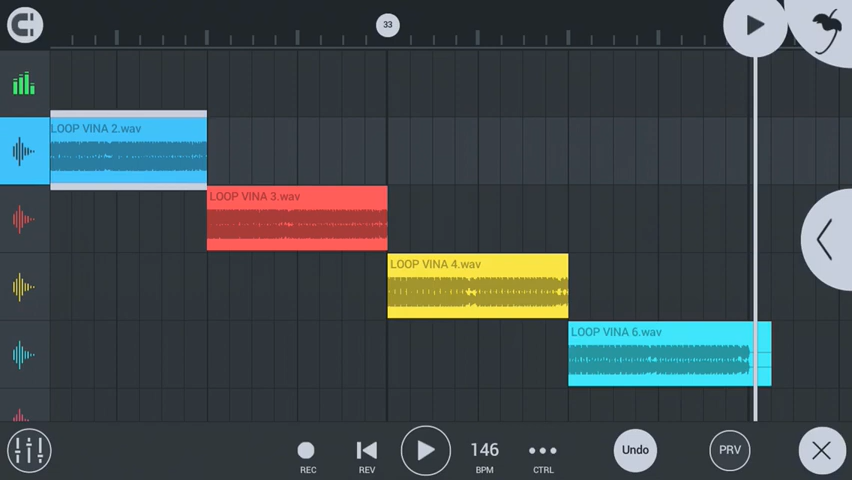 33
LOOP VINA 2.wav
LOOP VINA 3.wav
LOOP VINA 4.wav
LOOP VINA 6.wav
REC
REV
146
BPM
CTRL
Undo
PRV